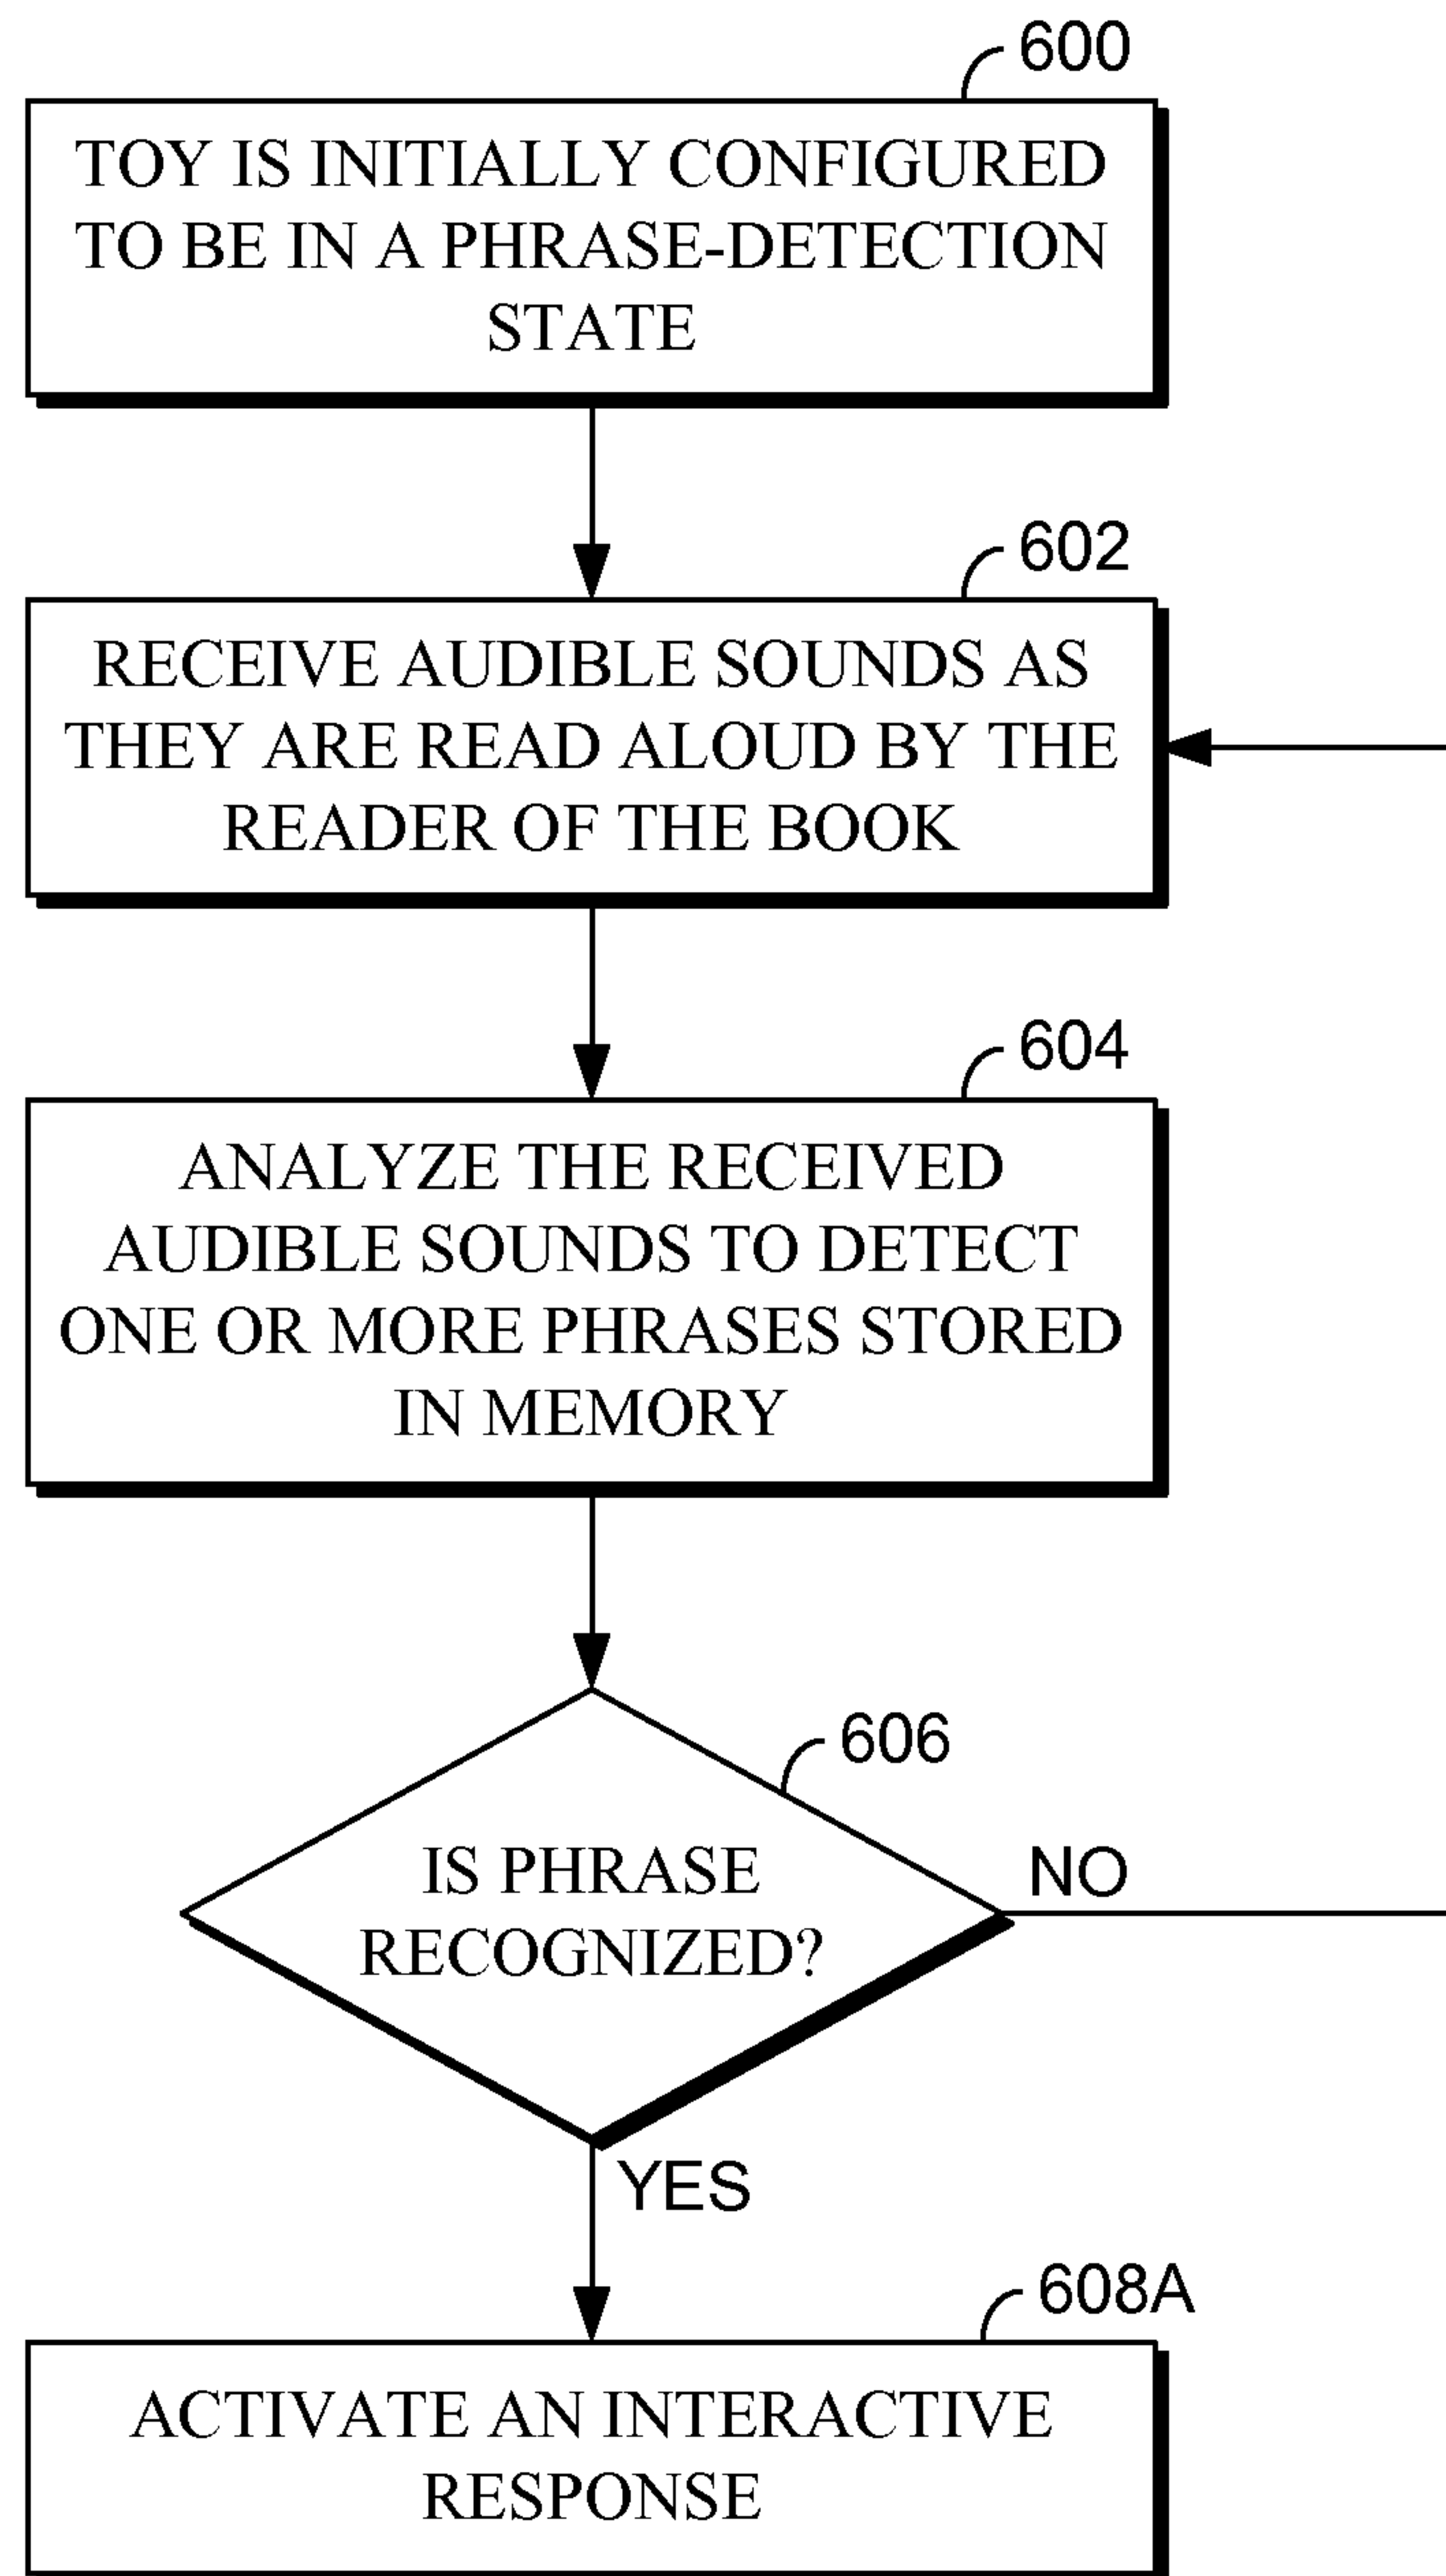 600
TOY IS INITIALLY CONFIGURED
TO BE IN A PHRASE-DETECTION
STATE
602
RECEIVE AUDIBLE SOUNDS AS
THEY ARE READ ALOUD BY THE
READER OF THE BOOK
604
ANALYZE THE RECEIVED
AUDIBLE SOUNDS TO DETECT
ONE OR MORE PHRASES STORED
IN MEMORY
606
IS PHRASE
RECOGNIZED?
NO
YES
608A
ACTIVATE AN INTERACTIVE
RESPONSE